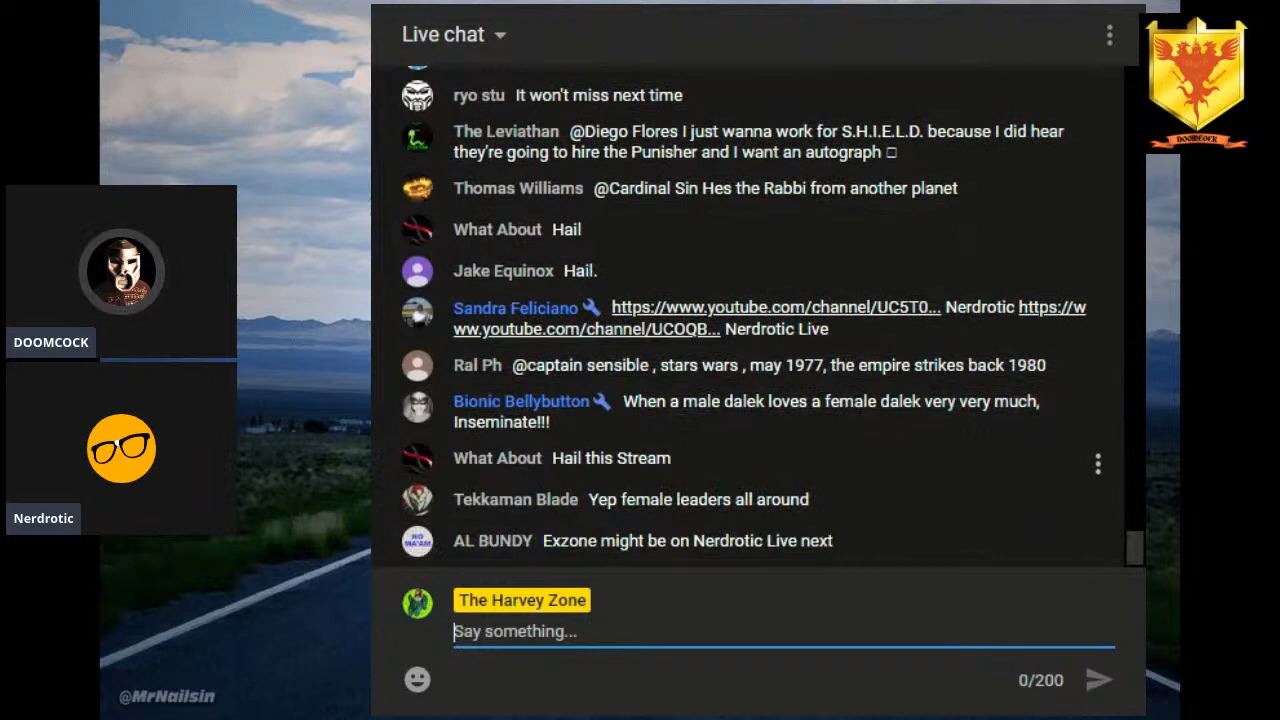 Live chat
ryo stu It won't miss next time
The Leviathan @Diego Flores I just wanna work for S.H.I.E.L.D. because I did hear
they're going to hire the Punisher and I want an autograph □
Thomas Williams @Cardinal Sin Hes the Rabbi from another planet
What About Hail
Jake Equinox Hail.
Sandra Feliciano https://www.youtube.com/channel/UC5T0... Nerdrotic https://w
ww.youtube.com/channel/UCOQB... Nerdrotic Live
Ral Ph @captain sensible , stars wars , may 1977, the empire strikes back 1980
Bionic Bellybutton When a male dalek loves a female dalek very very much,
Inseminate!!!
What About Hail this Stream
Tekkaman Blade Yep female leaders all around
NO
MA'AM
AL BUNDY Exzone might be on Nerdrotic Live next
The Harvey Zone
Say something...
0/200
DOOMCOCK
Nerdrotic
DOOMCOCK
@MrNailsin